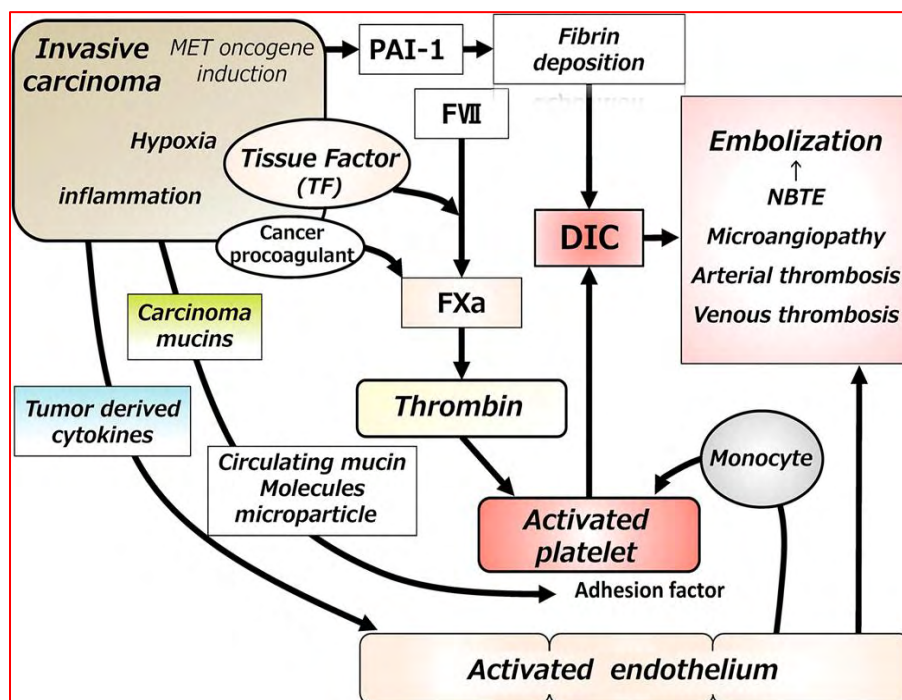 Invasive
carcinoma
MET oncogene
induction
Hypoxia
inflammation
PAI-1
Fibrin
deposition
FⅦ
Tissue Factor
(TF)
Cancer
procoagulant
FXa
DIC
Embolization
↑
NBTE
Microangiopathy
Arterial thrombosis
Venous thrombosis
Carcinoma
mucins
Thrombin
Tumor derived
cytokines
Circulating mucin
Molecules
microparticle
Monocyte
Activated
platelet
Adhesion factor
Activated endothelium